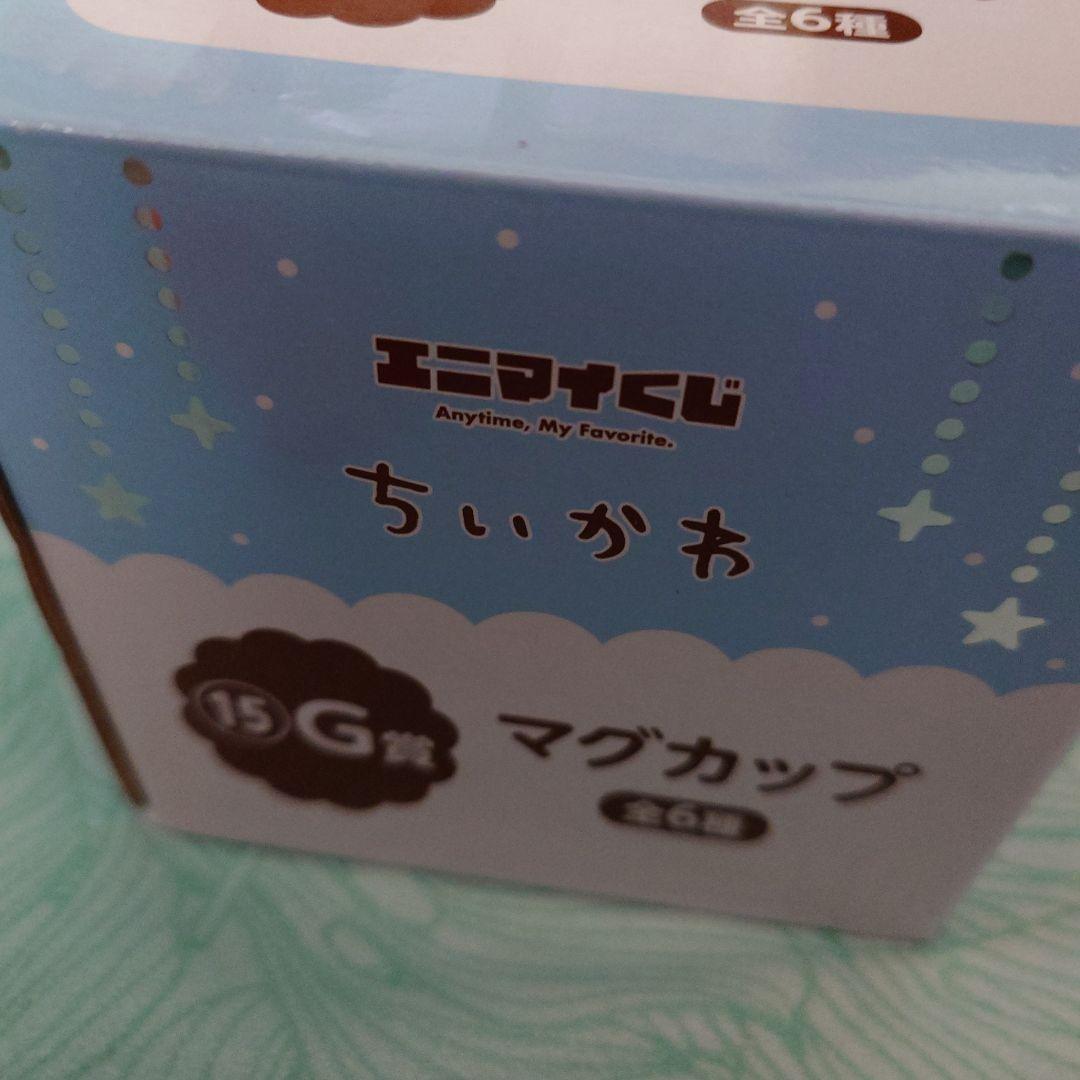 全6種
エニマイくじ
Anytime, My Favorite.
ちいかわ
15 G賞
マグカップ
全6種